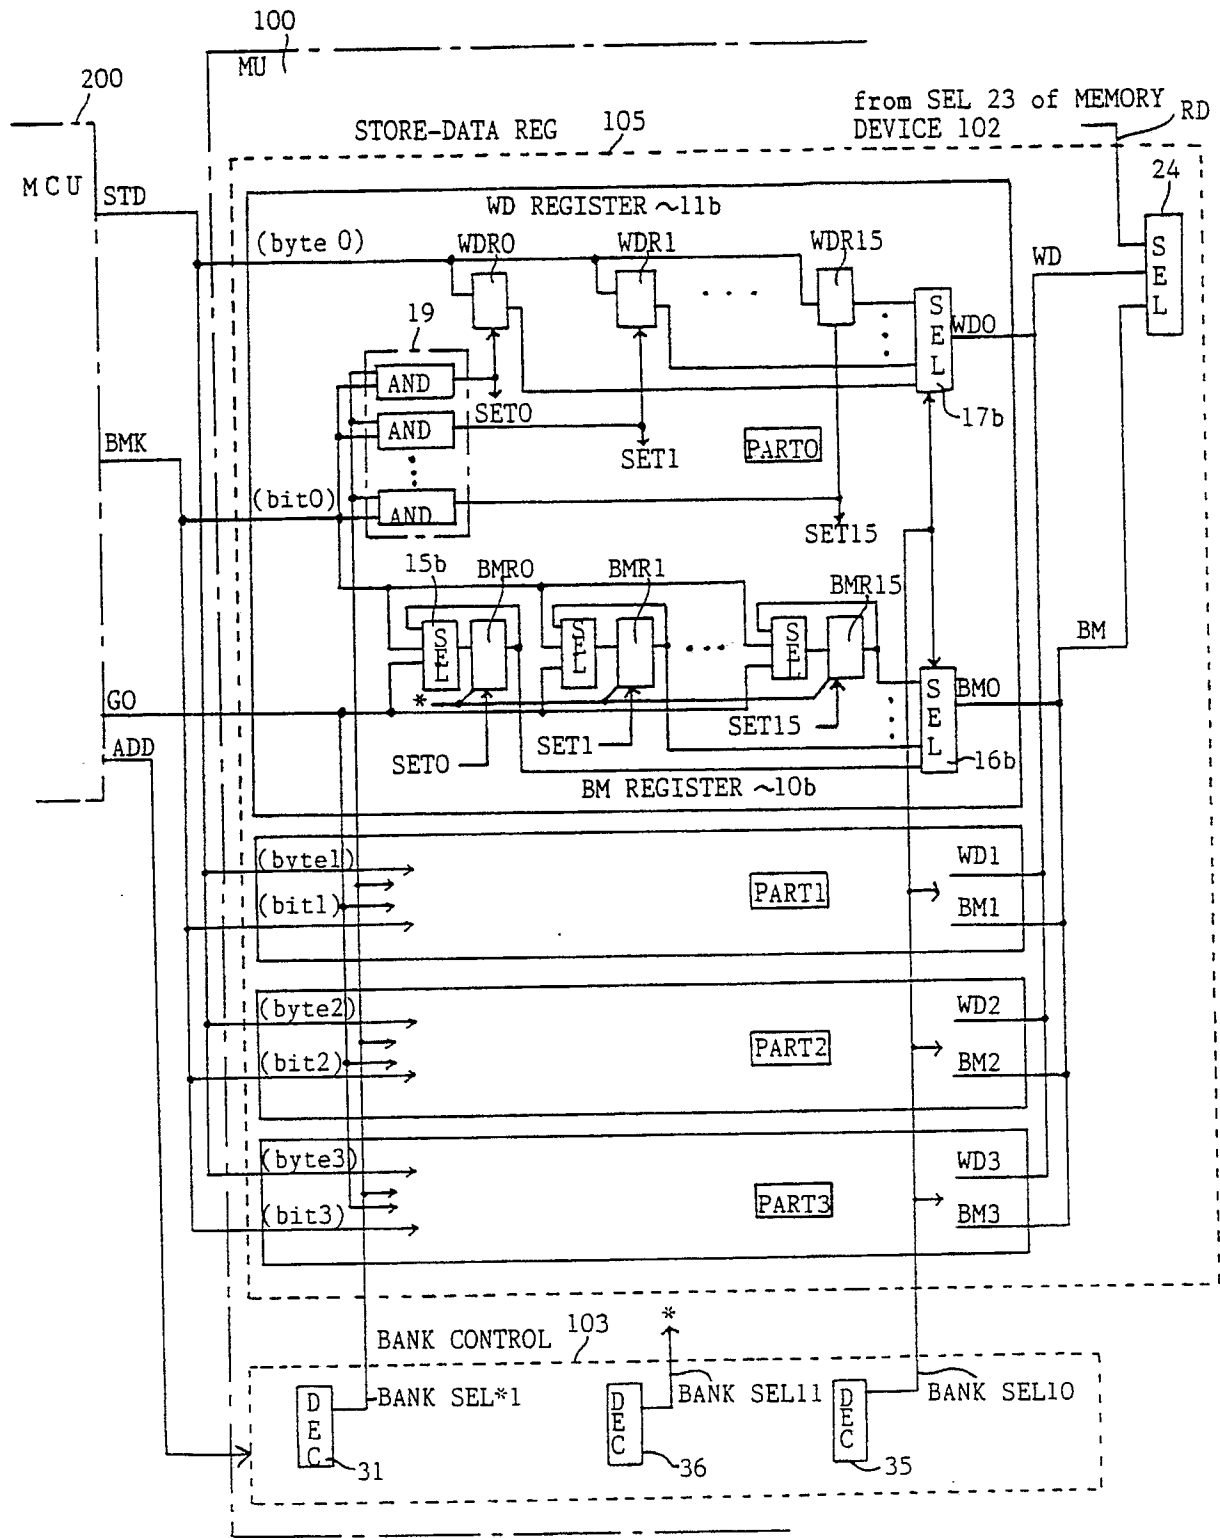 100
MU
200
from SEL 23 of MEMORY
DEVICE 102
RD
STORE-DATA REG
105
MCU
STD
WD REGISTER ~11b
24
SEL
(byte 0)
WDR0
WDR1
WDR15
WD
. . .
SEL
WD0
19
AND
SET0
17b
AND
SET1
PART0
BMK
(bit0)
AND
SET15
15b
BMR0
BMR1
BMR15
BM
SEL
SEL
SEL
SEL
BM0
GO
*
SET15
SET1
SET0
16b
ADD
BM REGISTER ~10b
(byte1)
WD1
PART1
(bit1)
BM1
(byte2)
WD2
PART2
(bit2)
BM2
(byte3)
WD3
PART3
(bit3)
BM3
*
BANK CONTROL
103
DEC
BANK SEL*1
DEC
BANK SEL11
DEC
BANK SEL10
31
36
35